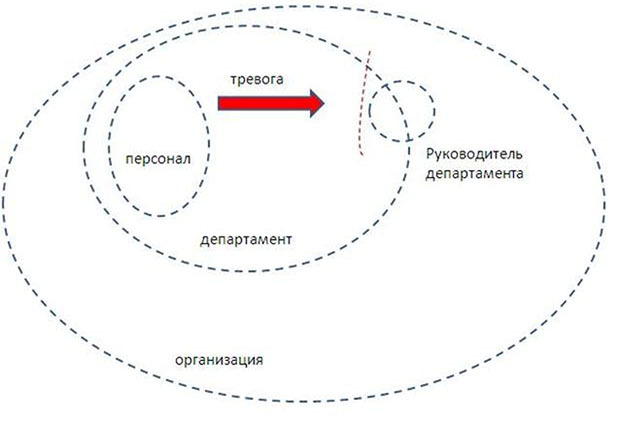 тревога
персонал
Руководитель
департамента
департамент
организация